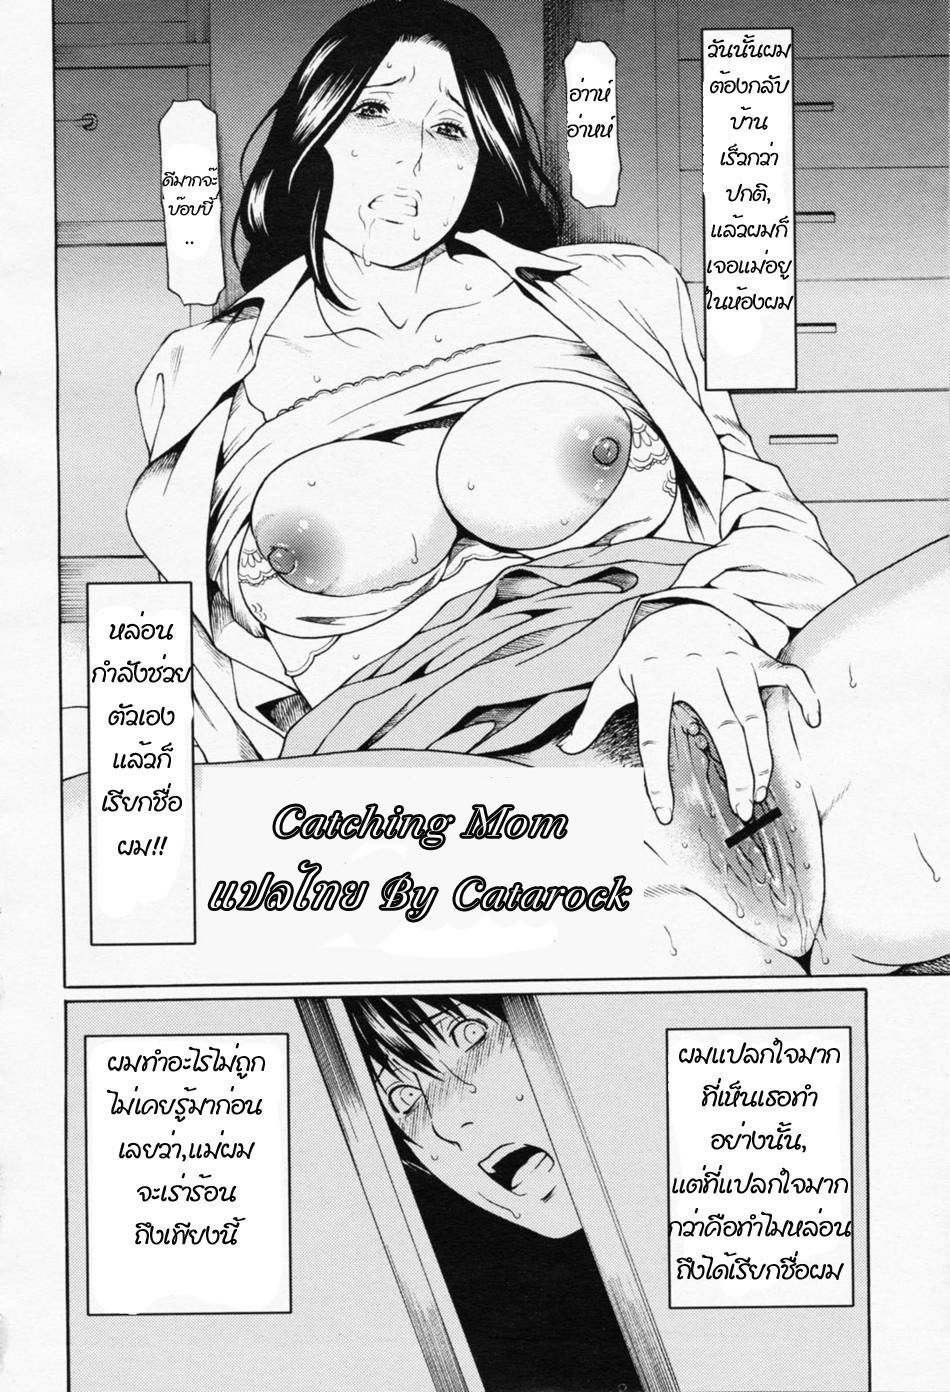 วันนั้นผม
ต้องกลับ
บ้าน
เร็วกว่า
ปกติ,
แล้วผมก็
เจอแม่อยู่
ในห้องผม
อ่าาห์
อ่าหห์
ดีมากจ๊ะ
บ๊อบบี้
..
หล่อน
กำลังช่วย
ตัวเอง
แล้วก็
เรียกชื่อ
ผม!!
Catching Mom
แปลไทย By Catarock
ผมแปลกใจมาก
ที่เห็นเธอทำ
อย่างนั้น,
แต่ที่แปลกใจมาก
กว่าคือทำไมหล่อน
ถึงได้เรียกชื่อผม
ผมทำอะไรไม่ถูก
ไม่เคยรู้มาก่อน
เลยว่า,แม่ผม
จะเร่าร้อน
ถึงเพียงนี้